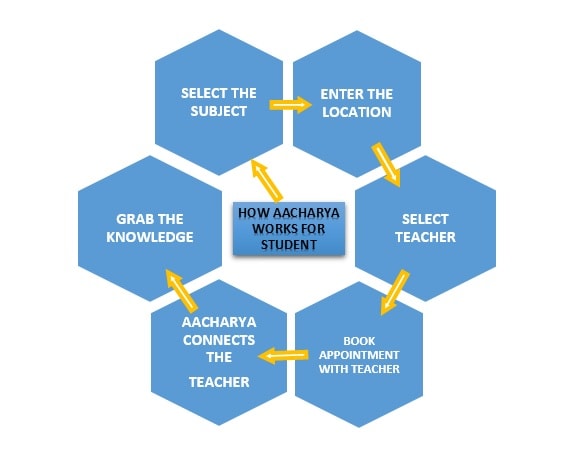 SELECT THE
SUBJECT
ENTER THE
LOCATION
SELECT
TEACHER
BOOK
APPOINTMENT
WITH TEACHER
AACHARYA
CONNECTS
THE
TEACHER
GRAB THE
KNOWLEDGE
HOW AACHARYA
WORKS FOR
STUDENT